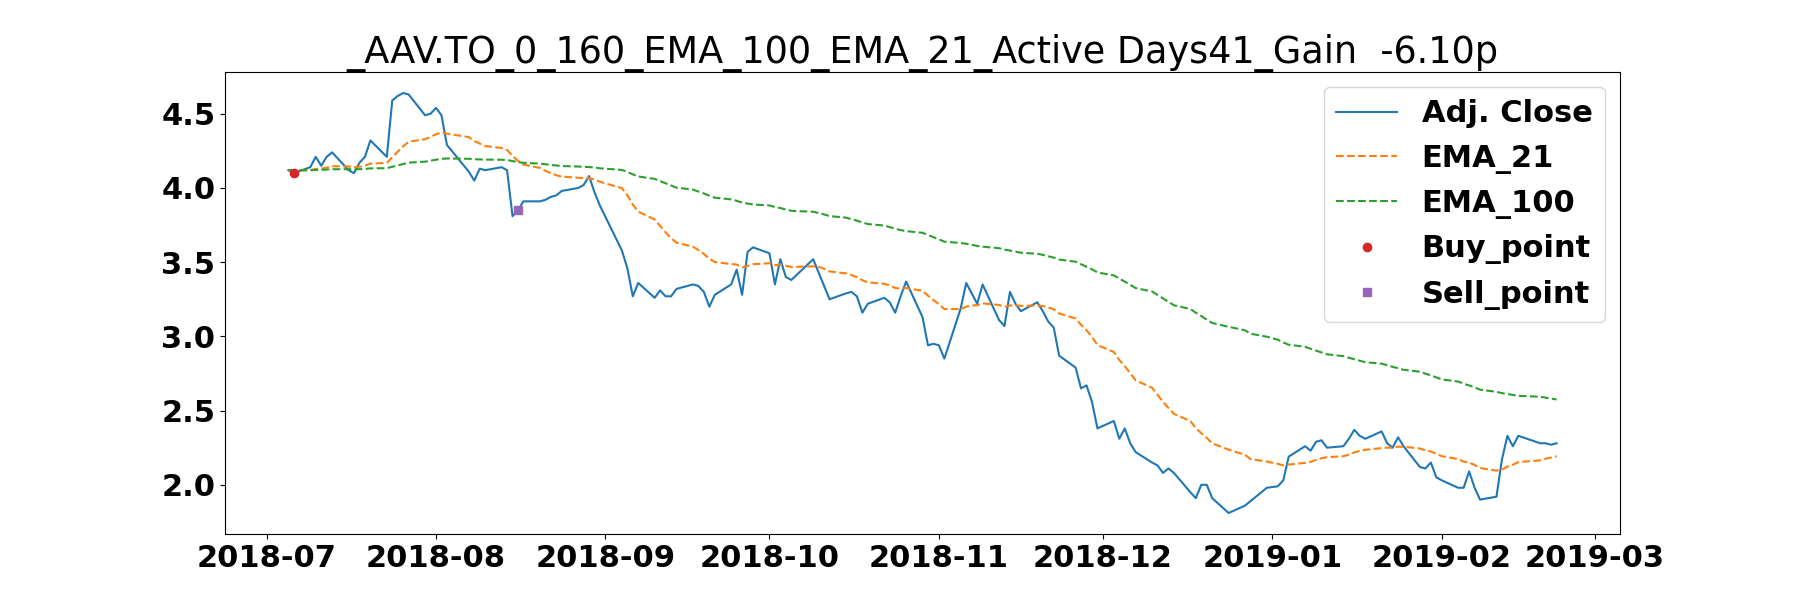 _AAV.TO_0_160_EMA_100_EMA_21_Active Days41_Gain  -6.10p
4.5
4.0
3.5
3.0
2.5
2.0
Adj. Close
EMA_21
EMA_100
Buy_point
Sell_point
2018-07 2018-08 2018-09 2018-10 2018-11 2018-12 2019-01 2019-02 2019-03